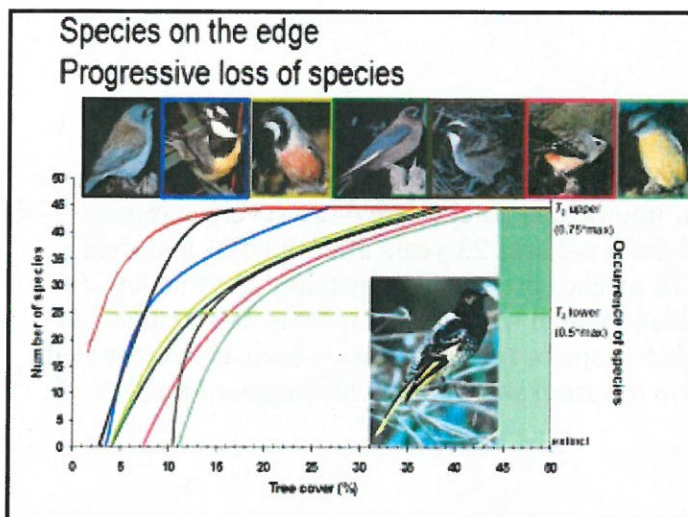 Species on the edge
Progressive loss of species
50
45
40
35
30
25
20
15
10
5
0
Number of species
0
5
10
15
20
25
30
35
40
45
50
Tree cover (%)
upper
(0.75*max)
lower
(0.5*max)
extinct
Occurrence of species